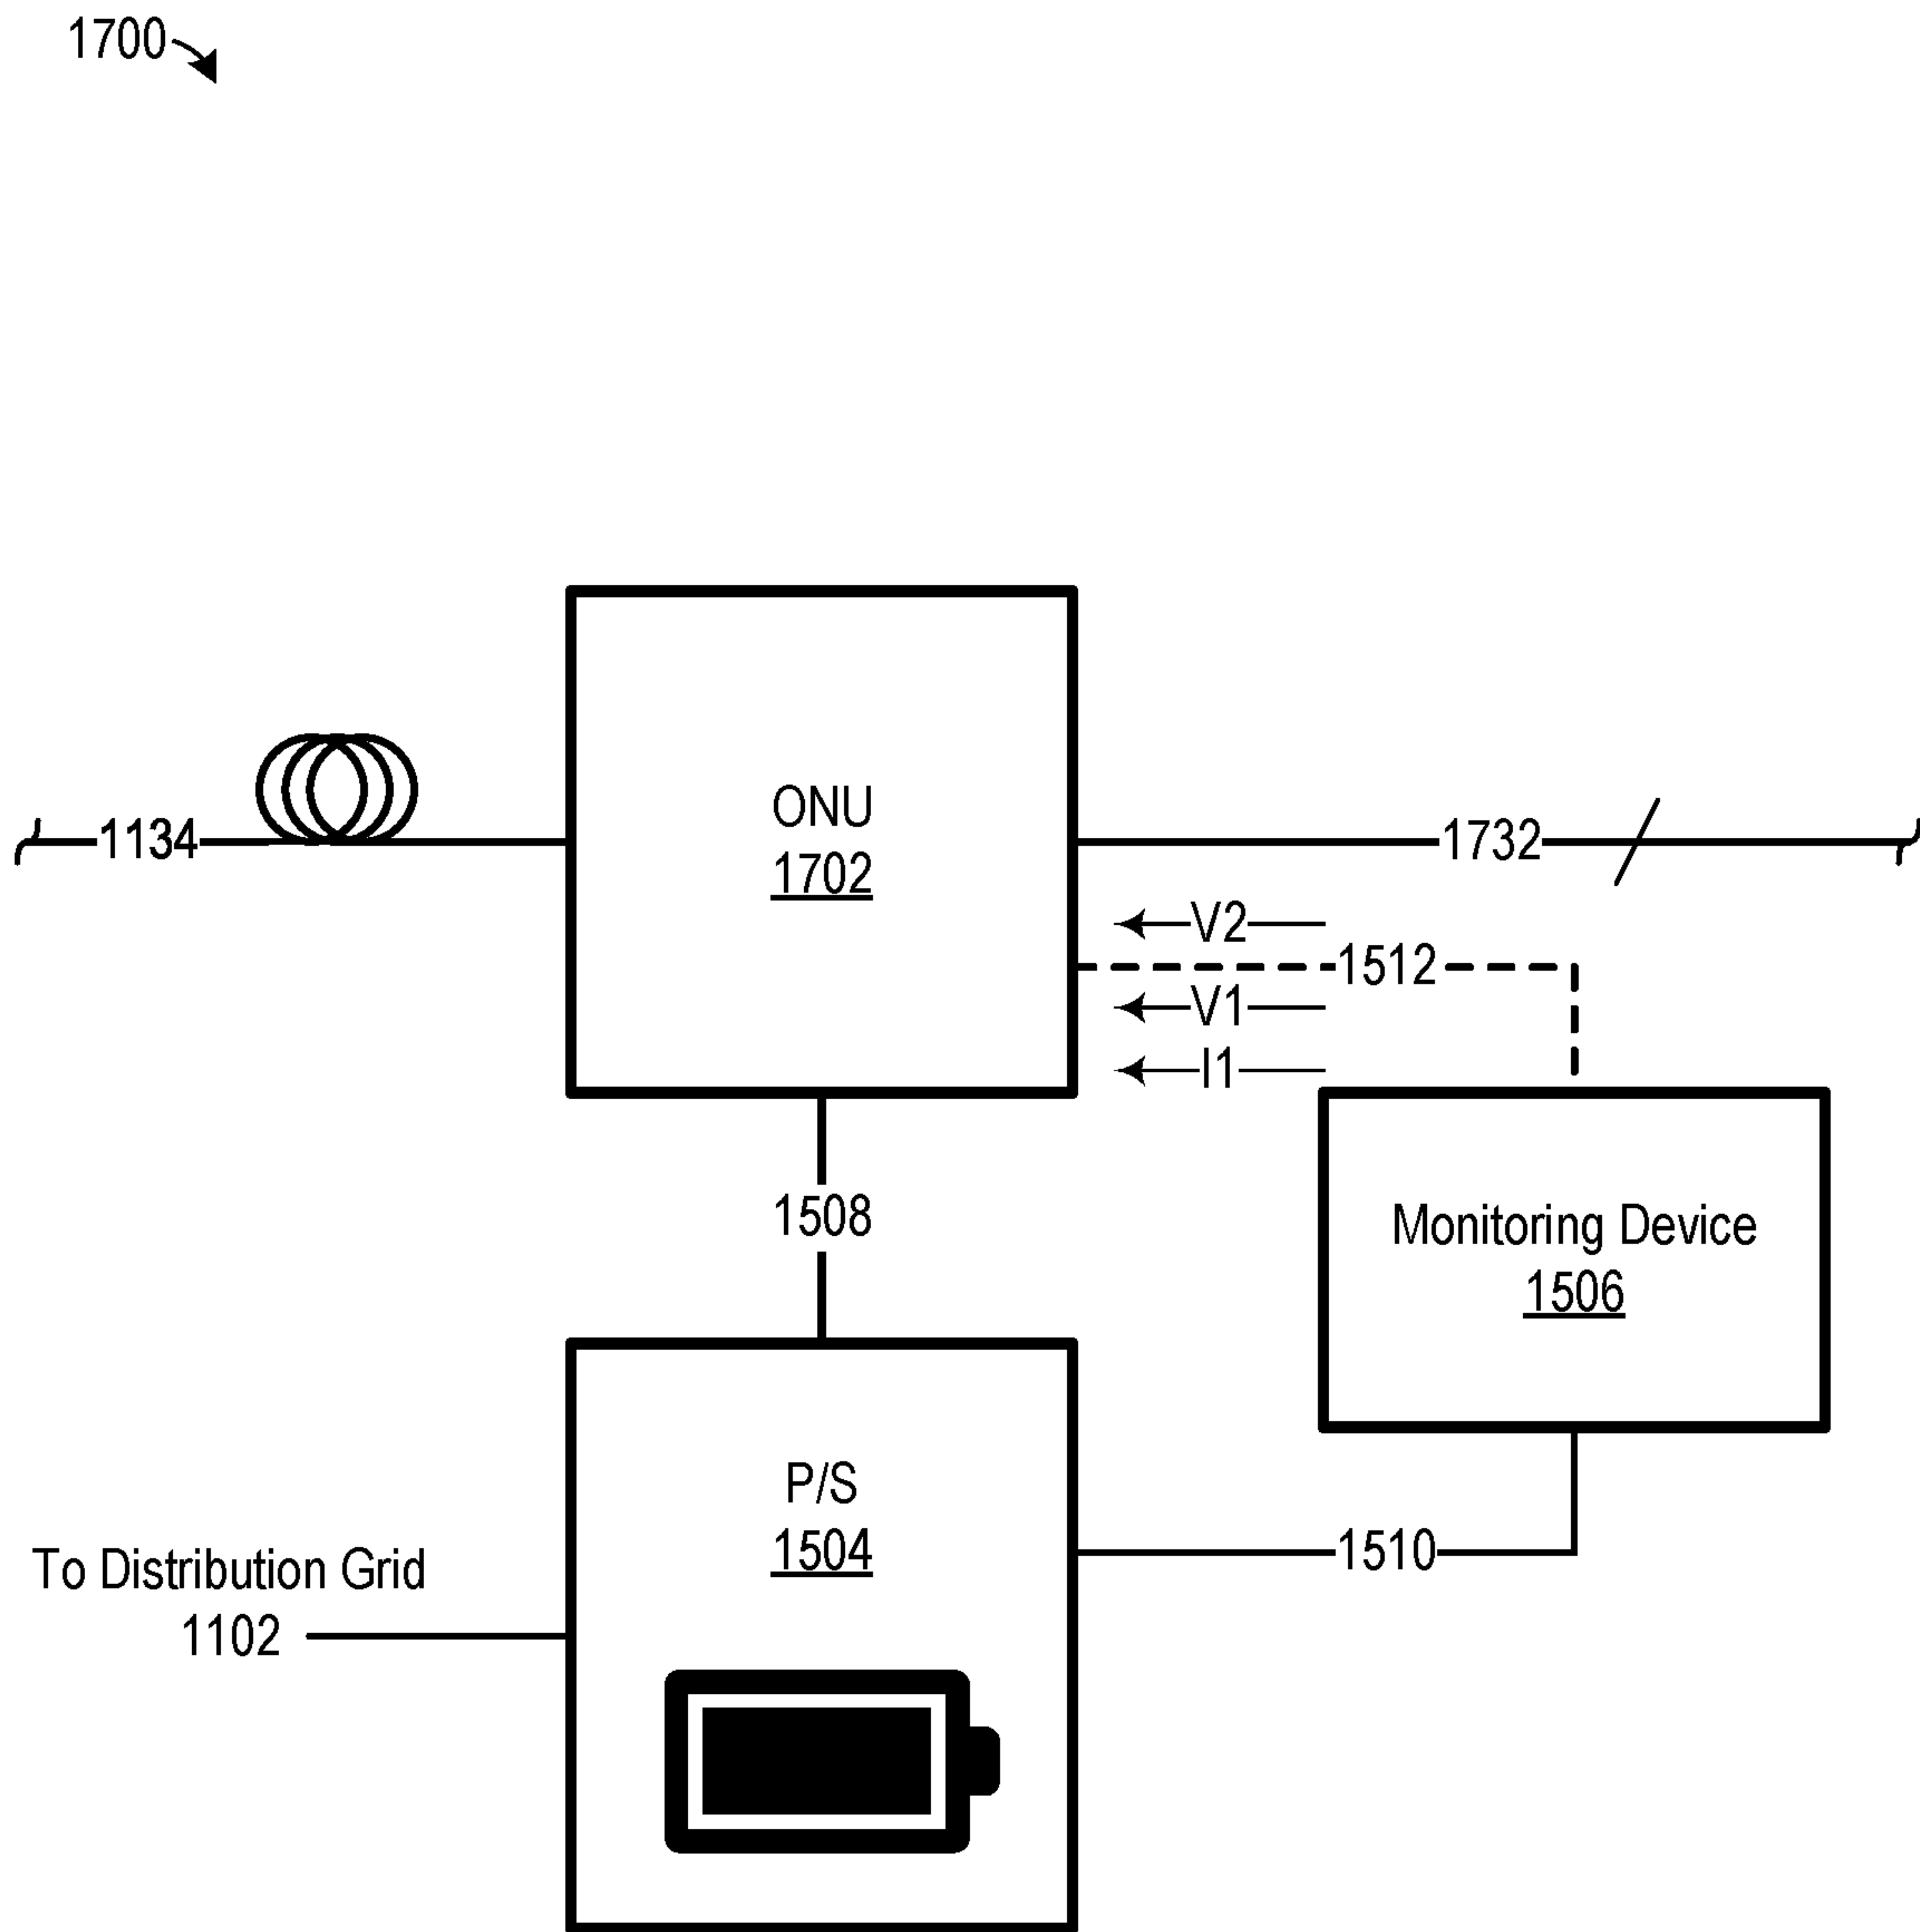 1700
ONU
1702
1134
1732
V2
1512
V1
I1
1508
Monitoring Device
1506
P/S
1504
1510
To Distribution Grid
1102